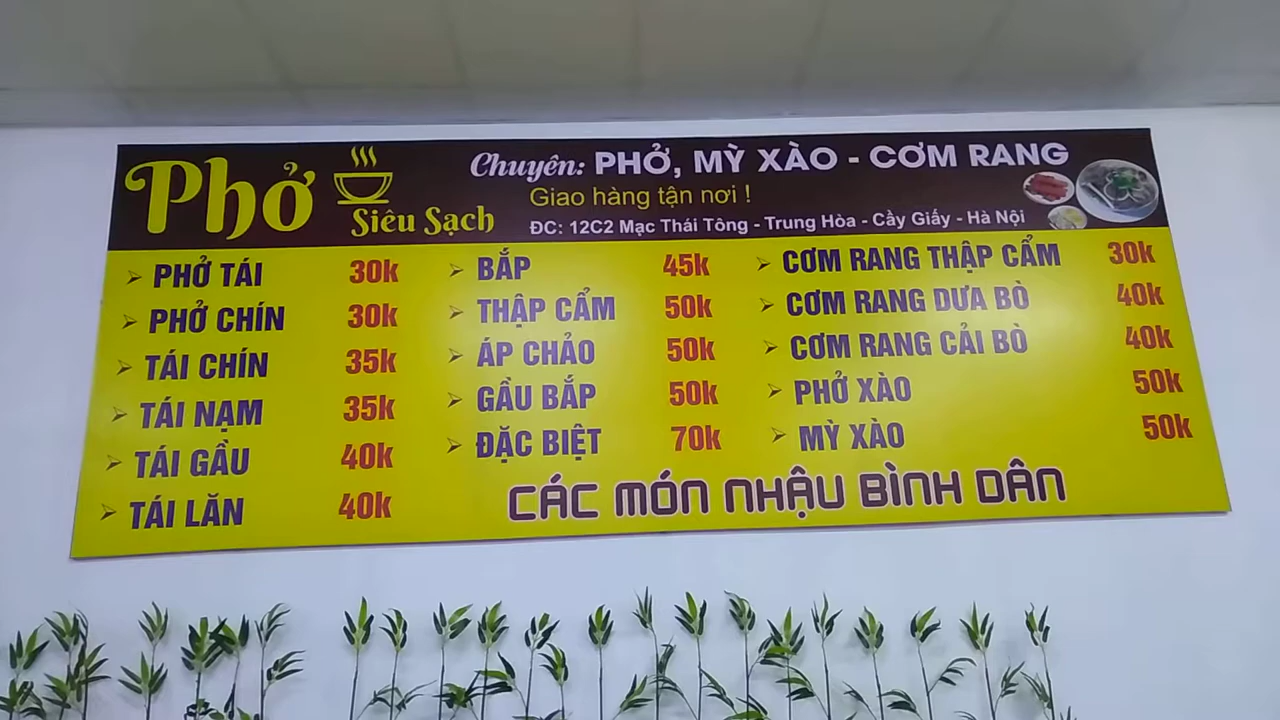 Phở
Siêu Sạch
Chuyên: PHỞ, MỲ XÀO - CƠM RANG
Giao hàng tận nơi !
ĐC: 12C2 Mạc Thái Tông - Trung Hòa - Cầy Giấy - Hà Nội
PHỞ TÁI 30k
PHỞ CHÍN 30k
TÁI CHÍN 35k
TÁI NẠM 35k
TÁI GẦU 40k
TÁI LĂN 40k
BẮP 45k
THẬP CẨM 50k
ÁP CHẢO 50k
GẦU BẮP 50k
ĐẶC BIỆT 70k
CƠM RANG THẬP CẨM 30k
CƠM RANG DƯA BÒ 40k
CƠM RANG CẢI BÒ 40k
PHỞ XÀO 50k
MỲ XÀO 50k
CÁC MÓN NHẬU BÌNH DÂN